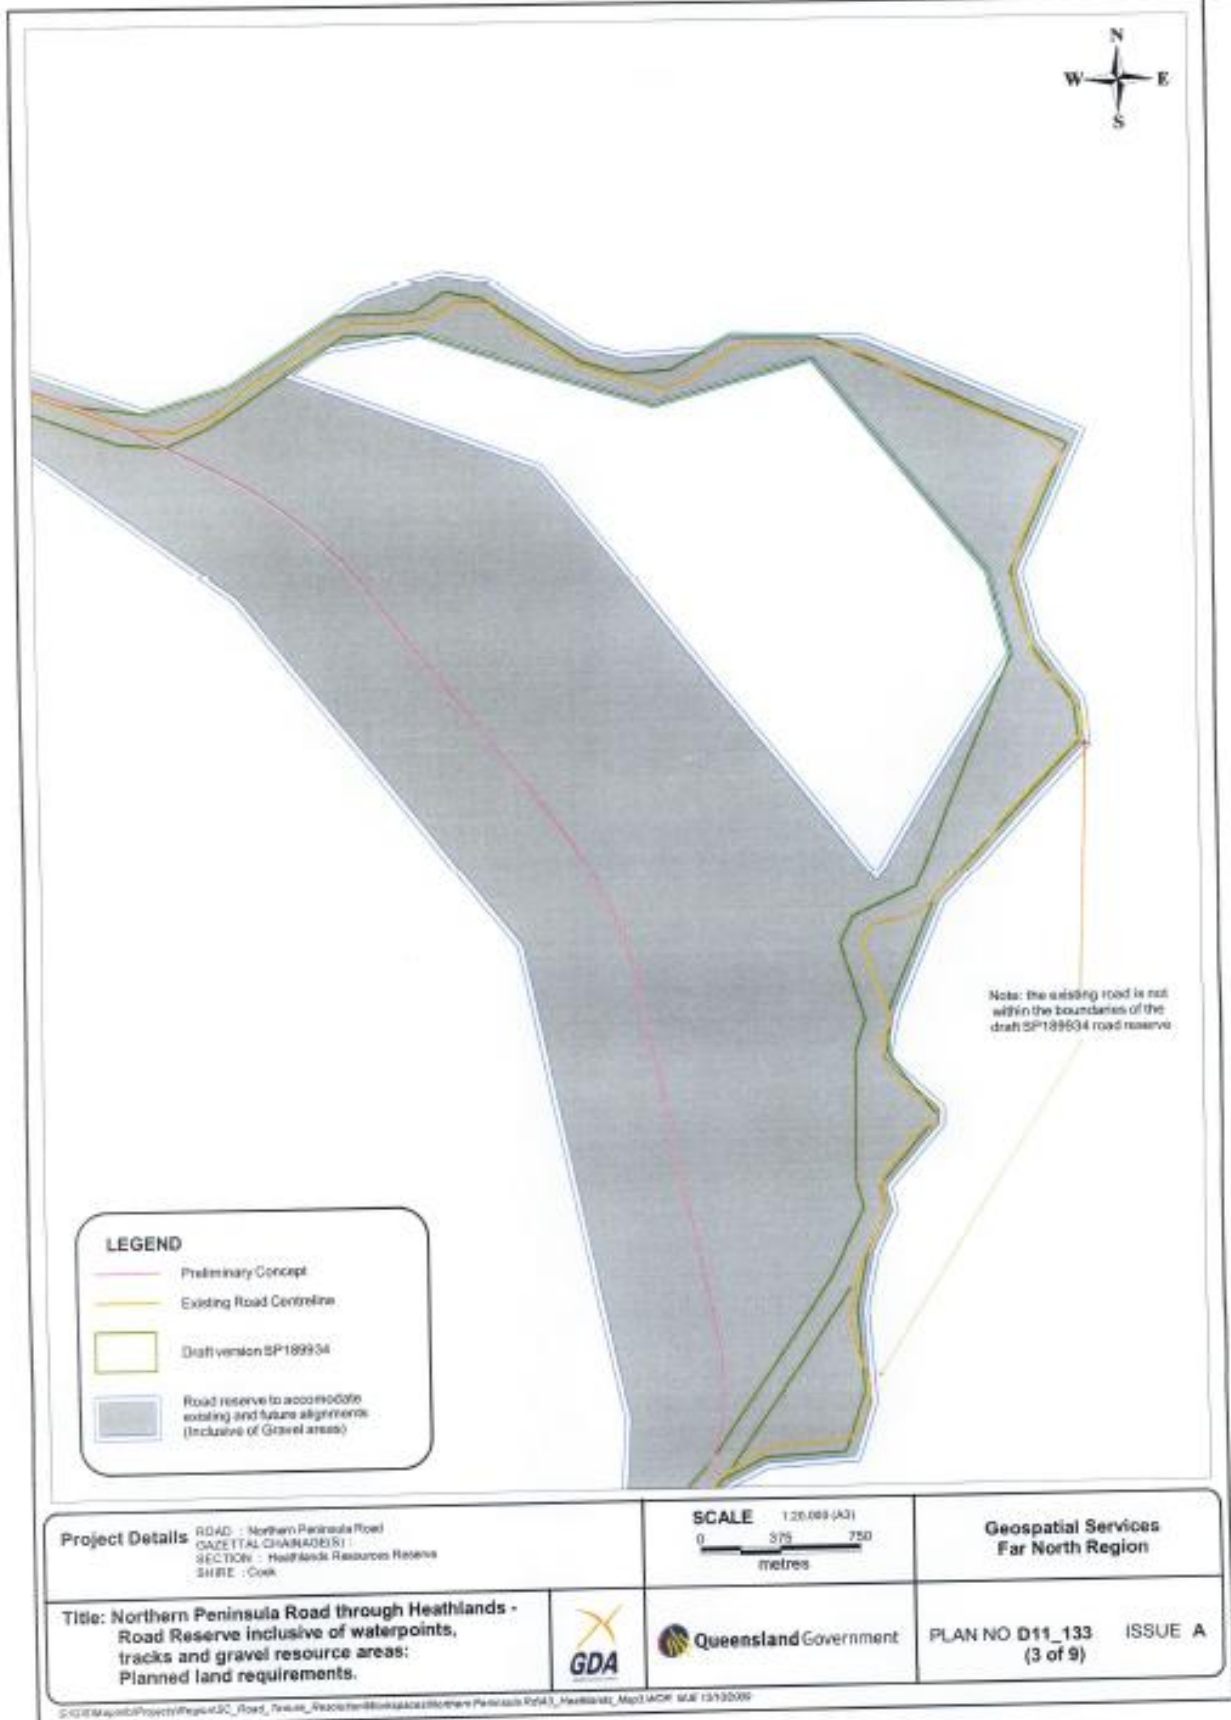 N
W E
S
Note: the existing road is not
within the boundaries of the
draft SP189934 road reserve
LEGEND
Preliminary Concept
Existing Road Centreline
Draft version SP189934
Road reserve to accomodate
existing and future alignments
(Inclusive of Gravel areas)
Project Details
ROAD : Northern Peninsula Road
GAZETTAL CHAINAGE(S) :
SECTION : Heathlands Resources Reserve
SHIRE : Cook
SCALE (A3)
0 375 750
metres
Geospatial Services
Far North Region
Title: Northern Peninsula Road through Heathlands -
Road Reserve inclusive of waterpoints,
tracks and gravel resource areas:
Planned land requirements.
GDA
Queensland Government
PLAN NO D11_133 ISSUE A
(3 of 9)